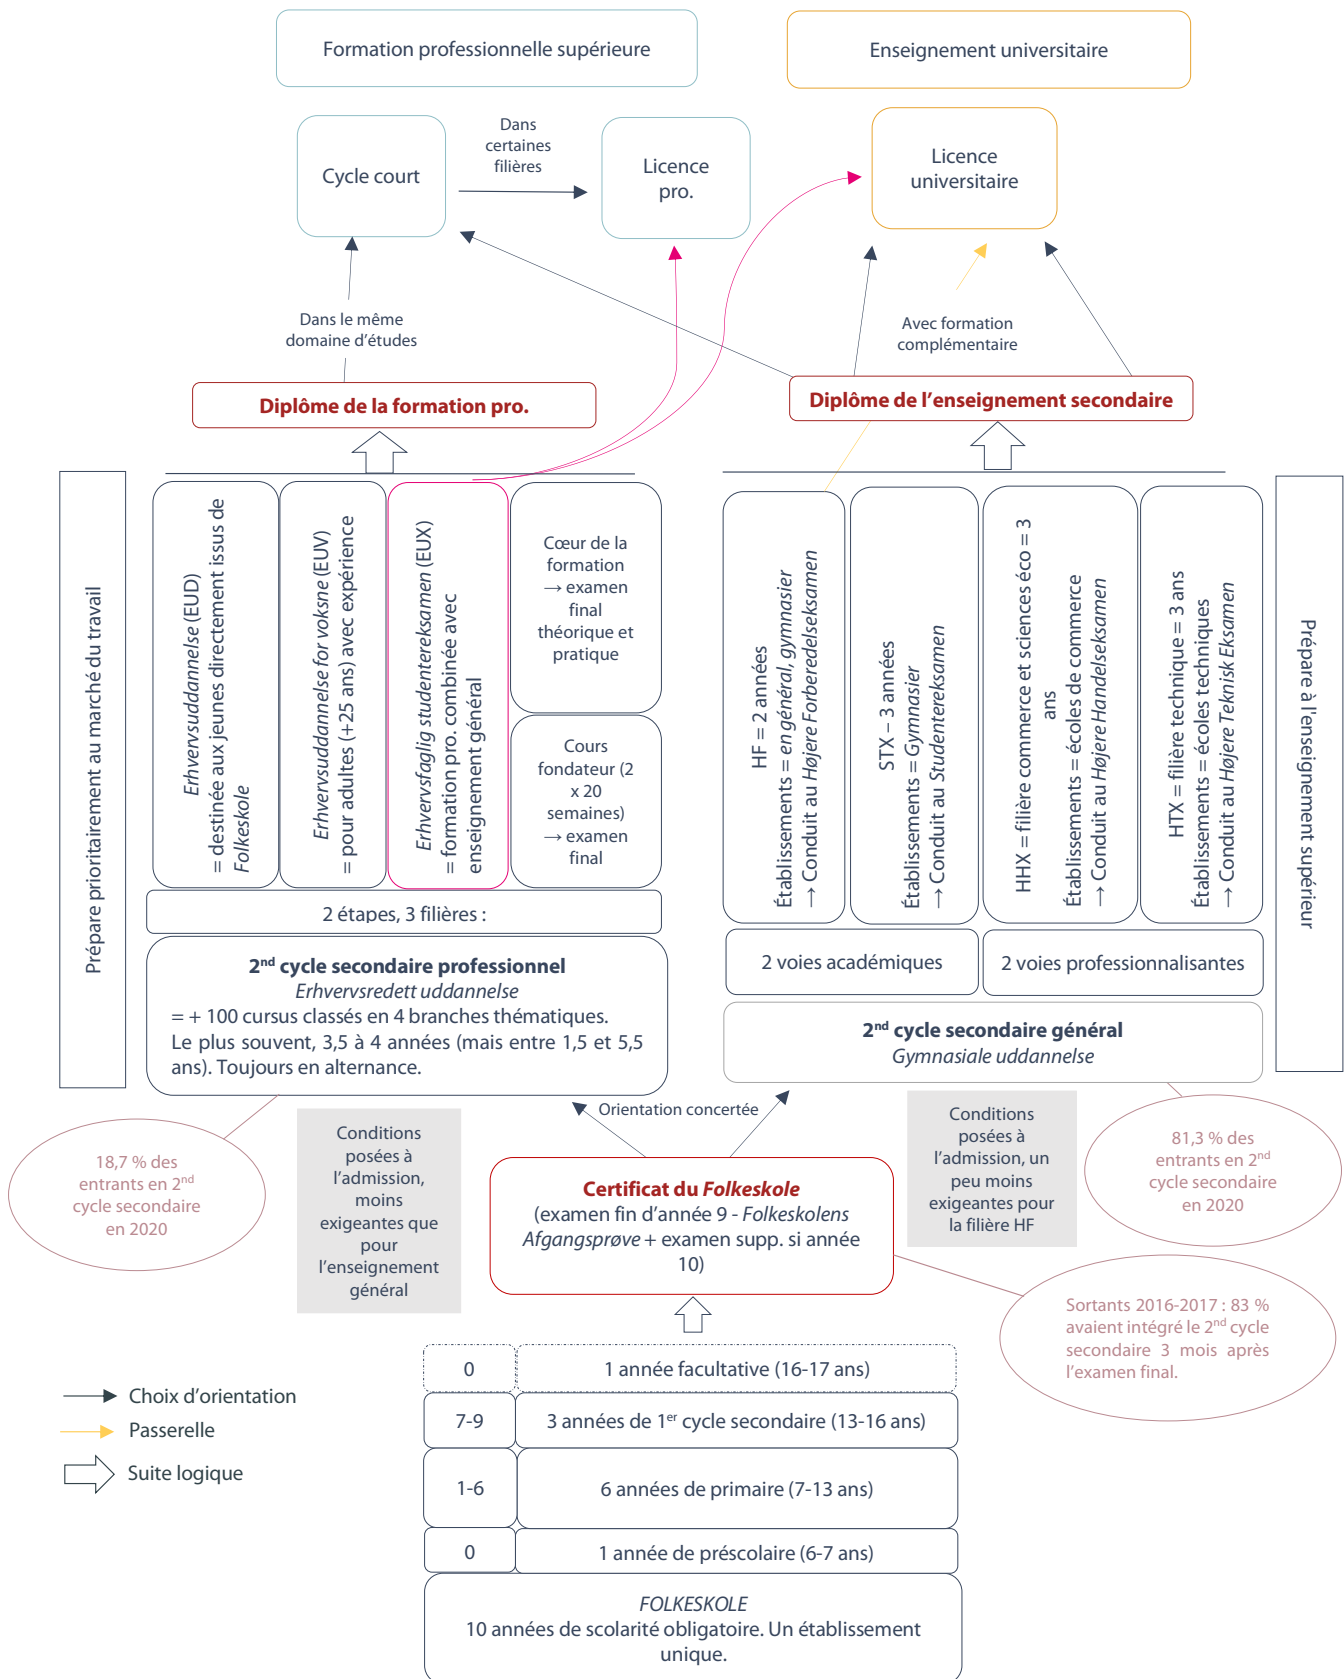 Formation professionnelle supérieure
Enseignement universitaire
Cycle court
Dans
certaines
filières
Licence
pro.
Licence
universitaire
Dans le même
domaine d'études
Avec formation
complémentaire
Diplôme de la formation pro.
Diplôme de l'enseignement secondaire
Prépare prioritairement au marché du travail
Erhvervsuddannelse (EUD)
= destinée aux jeunes directement issus de
Folkeskole
Erhvervsuddannelse for voksne (EUV)
= pour adultes (+25 ans) avec expérience
Erhvervsfaglig studentereksamen (EUX)
= formation pro. combinée avec
enseignement général
Cœur de la
formation
→ examen
final
théorique et
pratique
Cours
fondateur (2
x 20
semaines)
→ examen
final
2 étapes, 3 filières :
2nd cycle secondaire professionnel
Erhvervsredett uddannelse
= + 100 cursus classés en 4 branches thématiques.
Le plus souvent, 3,5 à 4 années (mais entre 1,5 et 5,5
ans). Toujours en alternance.
HF = 2 années
Établissements = en général, gymnasier
→ Conduit au Højere Forberedelseksamen
STX – 3 années
Établissements = Gymnasier
→ Conduit au Studentereksamen
HHX = filière commerce et sciences éco = 3
ans
Établissements = écoles de commerce
→ Conduit au Højere Handelseksamen
HTX = filière technique = 3 ans
Établissements = écoles techniques
→ Conduit au Højere Teknisk Eksamen
Prépare à l'enseignement supérieur
2 voies académiques
2 voies professionnalisantes
2nd cycle secondaire général
Gymnasiale uddannelse
Orientation concertée
18,7 % des
entrants en 2nd
cycle secondaire
en 2020
Conditions
posées à
l'admission,
moins
exigeantes que
pour
l'enseignement
général
Certificat du Folkeskole
(examen fin d'année 9 - Folkeskolens
Afgangsprøve + examen supp. si année
10)
Conditions
posées à
l'admission, un
peu moins
exigeantes pour
la filière HF
81,3 % des
entrants en 2nd
cycle secondaire
en 2020
Sortants 2016-2017 : 83 %
avaient intégré le 2nd cycle
secondaire 3 mois après
l'examen final.
Choix d'orientation
Passerelle
Suite logique
0
1 année facultative (16-17 ans)
7-9
3 années de 1er cycle secondaire (13-16 ans)
1-6
6 années de primaire (7-13 ans)
0
1 année de préscolaire (6-7 ans)
FOLKESKOLE
10 années de scolarité obligatoire. Un établissement
unique.